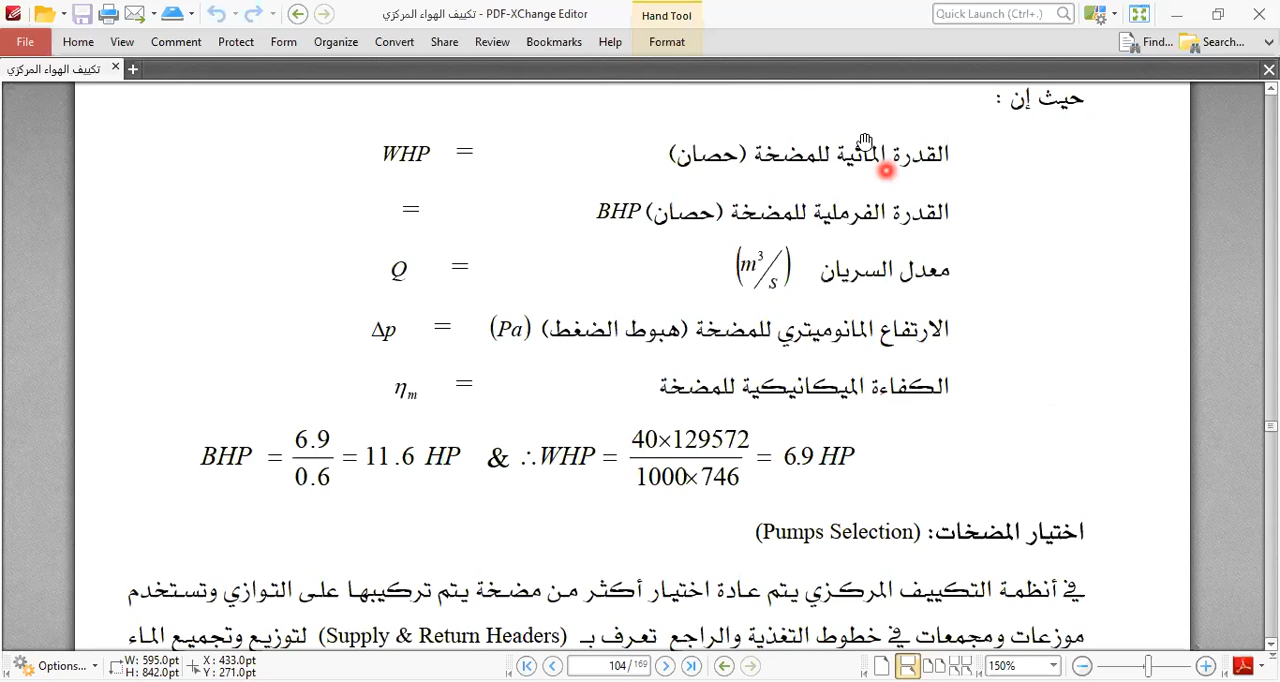 تكييف الهواء المركزي - PDF-XChange Editor
Hand Tool
Quick Launch (Ctrl+.)
File Home View Comment Protect Form Organize Convert Share Review Bookmarks Help Format Find... Search...
تكييف الهواء المركزي
حيث إن :
القدرة المائية للمضخة (حصان) = WHP
القدرة الفرملية للمضخة (حصان) BHP =
معدل السريان (m³/s) = Q
الارتفاع المانوميتري للمضخة (هبوط الضغط) (Pa) = Δp
الكفاءة الميكانيكية للمضخة = ηm
BHP = 6.9/0.6 = 11.6 HP & ∴WHP = 40×129572/1000×746 = 6.9 HP
اختيار المضخات: (Pumps Selection)
في أنظمة التكييف المركزي يتم عادة اختيار أكثر من مضخة يتم تركيبها على التوازي وتستخدم
موزعات ومجمعات في خطوط التغذية والراجع تعرف بـ (Supply & Return Headers) لتوزيع وتجميع الماء
Options... W: 595.0pt X: 433.0pt 104 / 169 150%
H: 842.0pt Y: 271.0pt